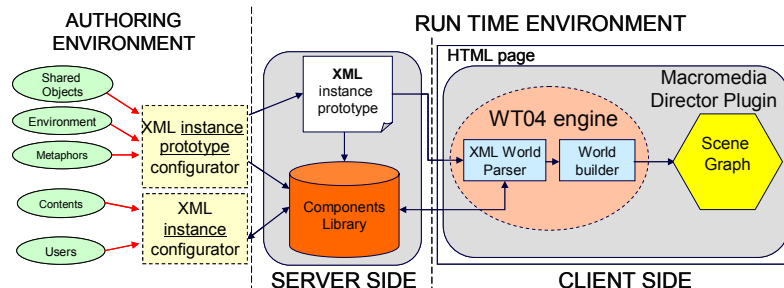 AUTHORING
ENVIRONMENT
Shared
Objects
Environment
Metaphors
Contents
Users
XML instance
prototype
configurator
XML
instance
configurator
RUN TIME ENVIRONMENT
XML
instance
prototype
Components
Library
SERVER SIDE
HTML page
WT04 engine
XML World
Parser
World
builder
Macromedia
Director Plugin
Scene
Graph
CLIENT SIDE